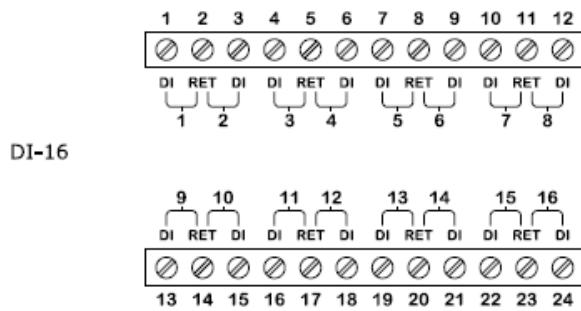 1 2 3 4 5 6 7 8 9 10 11 12
DI RET DI DI RET DI DI RET DI DI RET DI
1 2 3 4 5 6 7 8
DI-16
9 10 11 12 13 14 15 16
DI RET DI DI RET DI DI RET DI DI RET DI
13 14 15 16 17 18 19 20 21 22 23 24